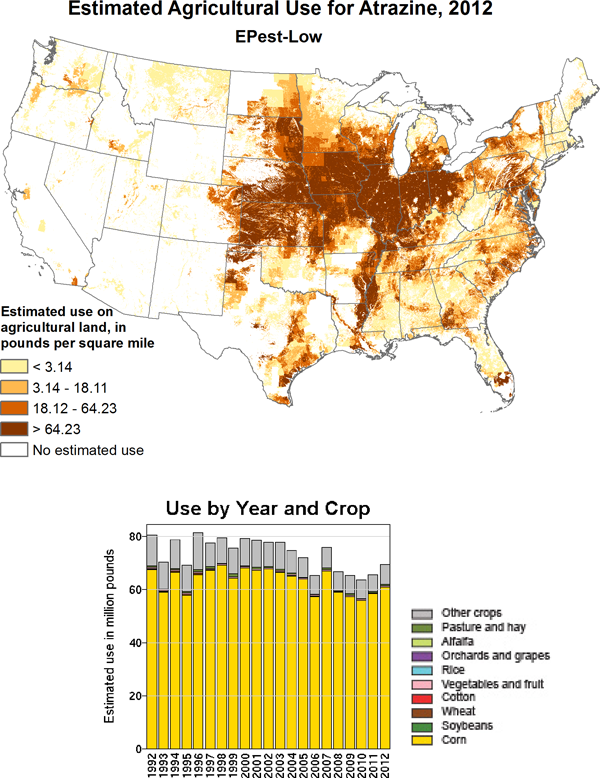 Estimated Agricultural Use for Atrazine, 2012
EPest-Low
Estimated use on
agricultural land, in
pounds per square mile
< 3.14
3.14 - 18.11
18.12 - 64.23
> 64.23
No estimated use
Use by Year and Crop
Estimated use in million pounds
80
60
40
20
0
1992
1993
1994
1995
1996
1997
1998
1999
2000
2001
2002
2003
2004
2005
2006
2007
2008
2009
2010
2011
2012
Other crops
Pasture and hay
Alfalfa
Orchards and grapes
Rice
Vegetables and fruit
Cotton
Wheat
Soybeans
Corn